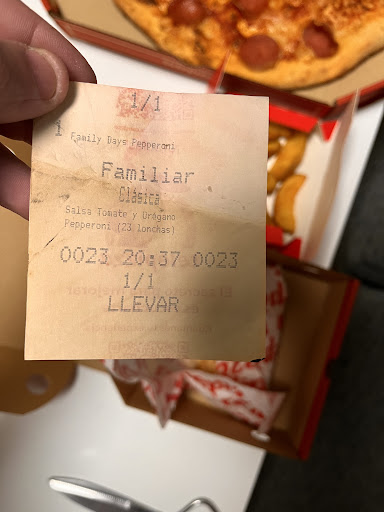 1/1
1 Family Days Pepperoni
Familiar
Clásica
Salsa Tomate y Orégano
Pepperoni (23 lonchas)
0023 20:37 0023
1/1
LLEVAR